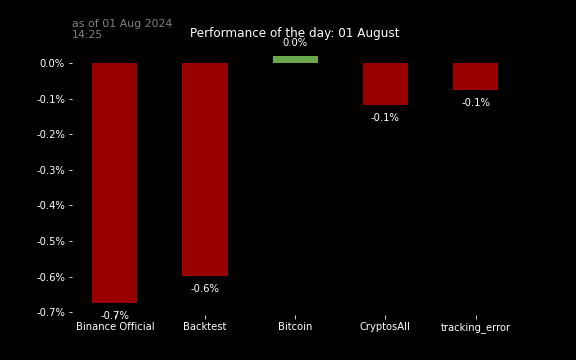 as of 01 Aug 2024
14:25
Performance of the day: 01 August
0.0%
0.0%
-0.1%
-0.1%
-0.1%
-0.2%
-0.3%
-0.4%
-0.5%
-0.6%
-0.6%
-0.7%
-0.7%
Binance Official
Backtest
Bitcoin
CryptosAll
tracking_error